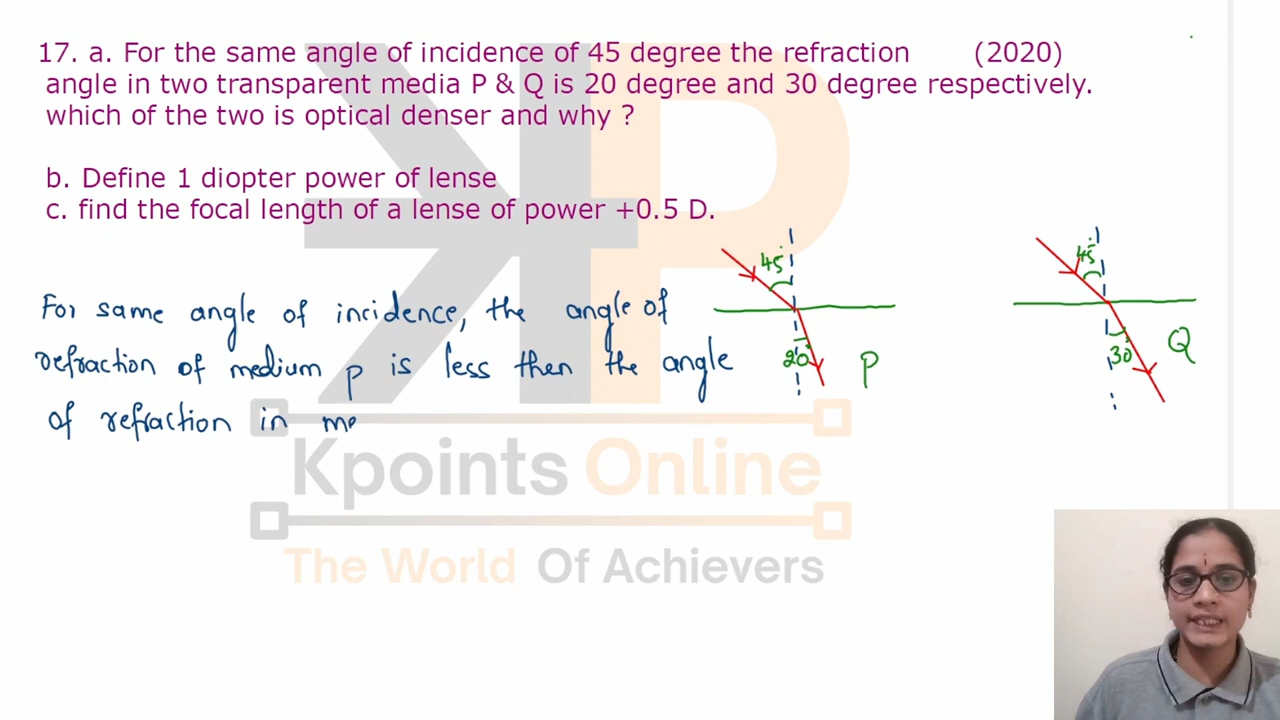 17. a. For the same angle of incidence of 45 degree the refraction (2020)
angle in two transparent media P & Q is 20 degree and 30 degree respectively.
which of the two is optical denser and why ?
b. Define 1 diopter power of lense
c. find the focal length of a lense of power +0.5 D.
45°
20°
P
45°
30°
Q
For same angle of incidence, the angle of
refraction of medium p is less then the angle
of refraction in me
Kpoints Online
The World Of Achievers